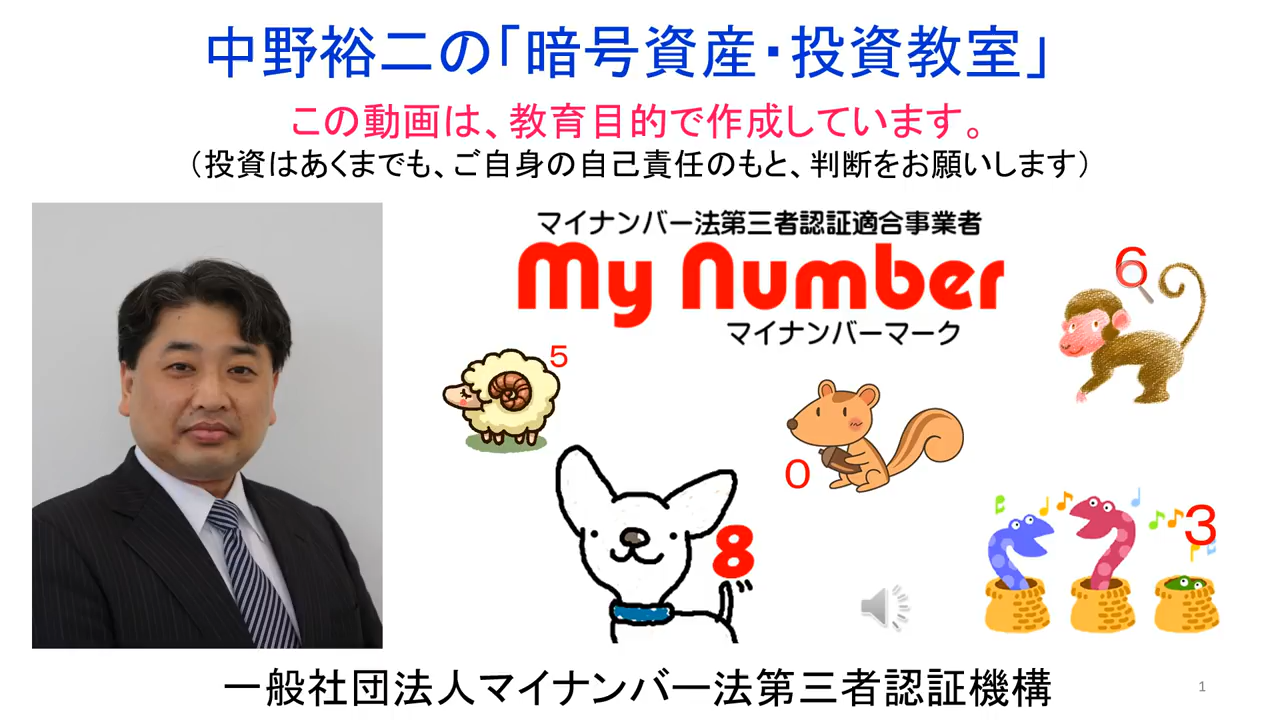 中野裕二の「暗号資産・投資教室」
この動画は、教育目的で作成しています。
（投資はあくまでも、ご自身の自己責任のもと、判断をお願いします）
マイナンバー法第三者認証適合事業者
My Number
マイナンバーマーク
6
5
0
8
3
一般社団法人マイナンバー法第三者認証機構
1